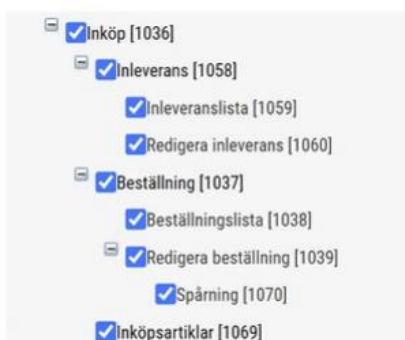 Inköp [1036]
Inleverans [1058]
Inleveranslista [1059]
Redigera inleverans [1060]
Beställning [1037]
Beställningslista [1038]
Redigera beställning [1039]
Spårning [1070]
Inköpsartiklar [1069]